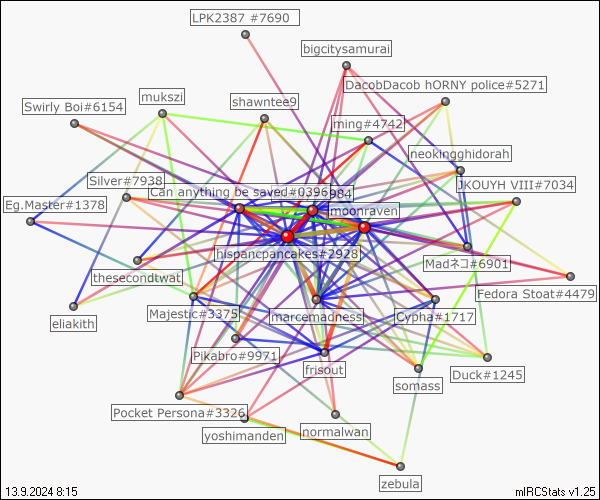 LPK2387 #7690
bigcitysamurai
DacobDacob hORNY police#5271
mukszi
shawntee9
Swirly Boi#6154
ming#4742
neokingghidorah
Silver#7938
JKOUYH VIII#7034
Can anything be saved#0396
984
Eg.Master#1378
moonraven
hispancpancakes#2928
Madネコ#6901
thesecondtwat
Fedora Stoat#4479
Majestic#3375
marcemadness
Cypha#1717
eliakith
Pikabro#9971
frisout
Duck#1245
somass
Pocket Persona#3326
normalwan
yoshimanden
zebula
13.9.2024 8:15
mIRCStats v1.25